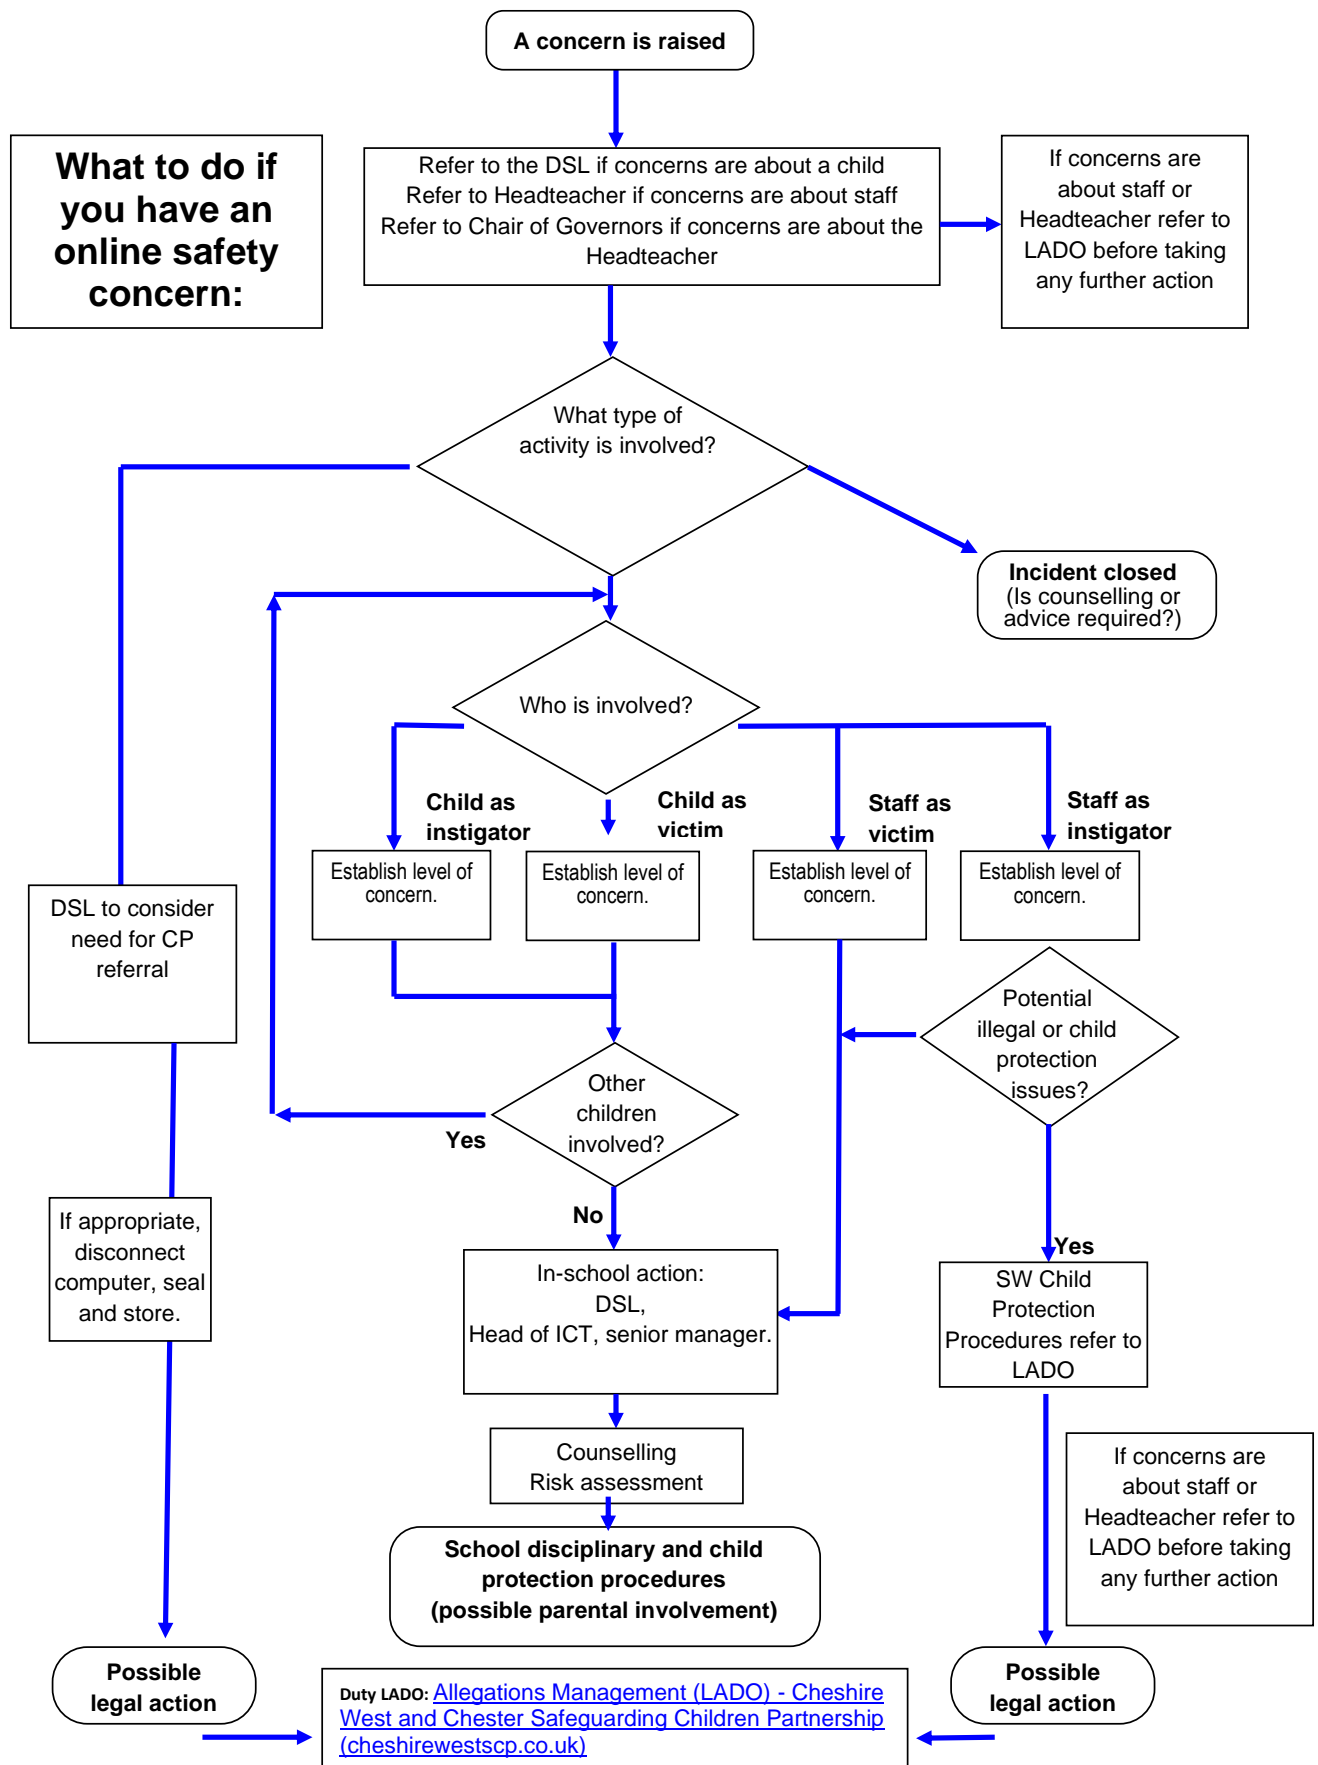 A concern is raised
What to do if
you have an
online safety
concern:
Refer to the DSL if concerns are about a child
Refer to Headteacher if concerns are about staff
Refer to Chair of Governors if concerns are about the
Headteacher
If concerns are
about staff or
Headteacher refer to
LADO before taking
any further action
What type of
activity is involved?
Incident closed
(Is counselling or
advice required?)
Who is involved?
Child as
instigator
Child as
victim
Staff as
victim
Staff as
instigator
Establish level of
concern.
Establish level of
concern.
Establish level of
concern.
Establish level of
concern.
DSL to consider
need for CP
referral
Potential
illegal or child
protection
issues?
Other
children
involved?
Yes
No
If appropriate,
disconnect
computer, seal
and store.
In-school action:
DSL,
Head of ICT, senior manager.
Yes
SW Child
Protection
Procedures refer to
LADO
Counselling
Risk assessment
If concerns are
about staff or
Headteacher refer to
LADO before taking
any further action
School disciplinary and child
protection procedures
(possible parental involvement)
Possible
legal action
Possible
legal action
Duty LADO: Allegations Management (LADO) - Cheshire
West and Chester Safeguarding Children Partnership
(cheshirewestscp.co.uk)